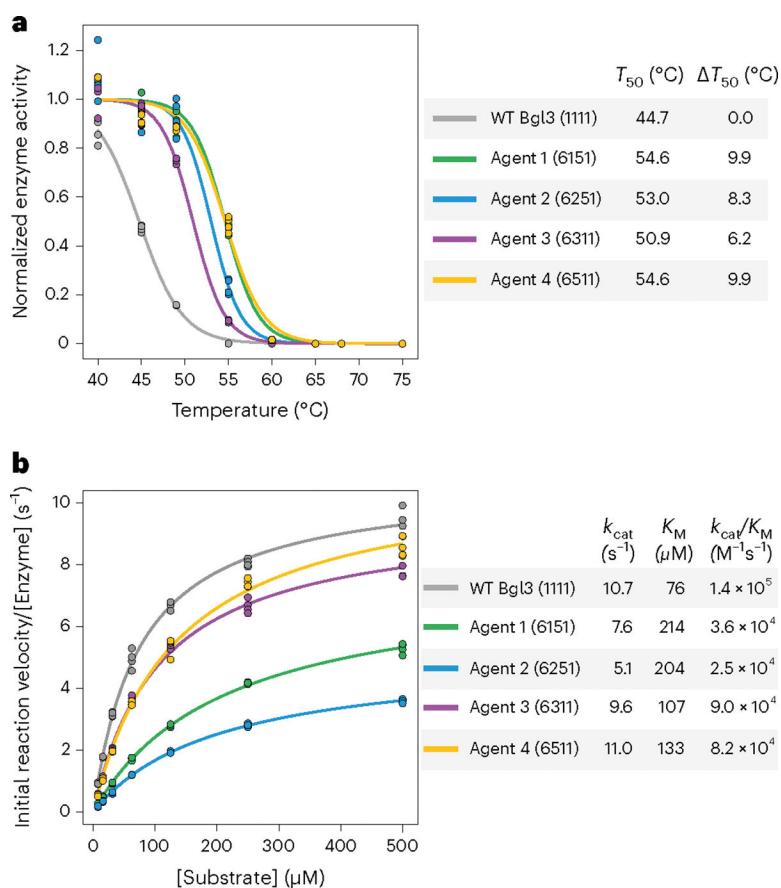 a
Normalized enzyme activity
1.2
1.0
0.8
0.6
0.4
0.2
0
40 45 50 55 60 65 70 75
Temperature (°C)
T50 (°C) ΔT50 (°C)
WT Bgl3 (1111) 44.7 0.0
Agent 1 (6151) 54.6 9.9
Agent 2 (6251) 53.0 8.3
Agent 3 (6311) 50.9 6.2
Agent 4 (6511) 54.6 9.9
b
Initial reaction velocity/[Enzyme] (s⁻¹)
10
8
6
4
2
0
0 100 200 300 400 500
[Substrate] (μM)
kcat KM kcat/KM
(s⁻¹) (μM) (M⁻¹s⁻¹)
WT Bgl3 (1111) 10.7 76 1.4 × 10⁵
Agent 1 (6151) 7.6 214 3.6 × 10⁴
Agent 2 (6251) 5.1 204 2.5 × 10⁴
Agent 3 (6311) 9.6 107 9.0 × 10⁴
Agent 4 (6511) 11.0 133 8.2 × 10⁴